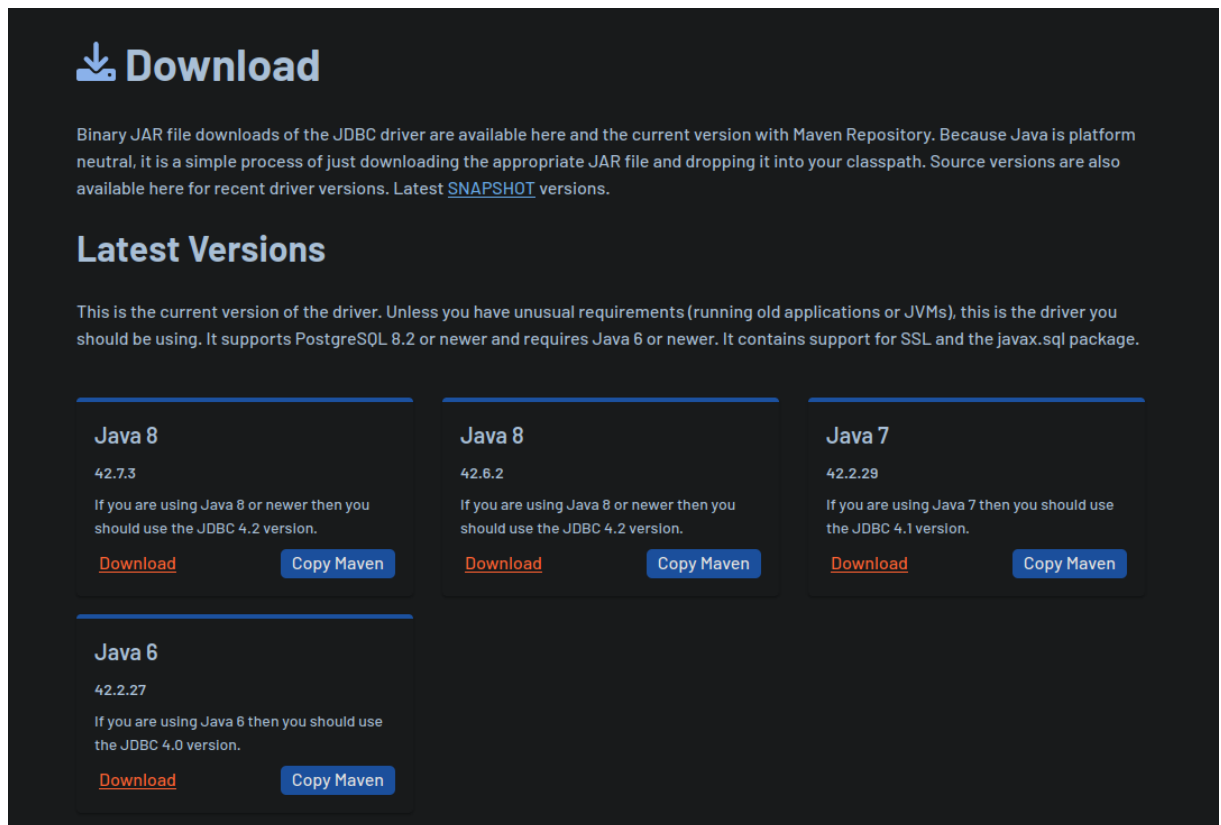 Download
Binary JAR file downloads of the JDBC driver are available here and the current version with Maven Repository. Because Java is platform
neutral, it is a simple process of just downloading the appropriate JAR file and dropping it into your classpath. Source versions are also
available here for recent driver versions. Latest SNAPSHOT versions.
Latest Versions
This is the current version of the driver. Unless you have unusual requirements (running old applications or JVMs), this is the driver you
should be using. It supports PostgreSQL 8.2 or newer and requires Java 6 or newer. It contains support for SSL and the javax.sql package.
Java 8
42.7.3
If you are using Java 8 or newer then you
should use the JDBC 4.2 version.
Download Copy Maven
Java 8
42.6.2
If you are using Java 8 or newer then you
should use the JDBC 4.2 version.
Download Copy Maven
Java 7
42.2.29
If you are using Java 7 then you should use
the JDBC 4.1 version.
Download Copy Maven
Java 6
42.2.27
If you are using Java 6 then you should use
the JDBC 4.0 version.
Download Copy Maven